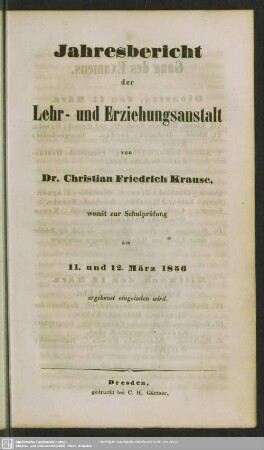 Jahresbericht
der
Lehr- und Erziehungsanstalt
von
Dr. Christian Friedrich Krause,
womit zur Schulprüfung
am
11. und 12. März 1856
ergebenst eingeladen wird.
Dresden,
gedruckt bei C. H. Gärtner.